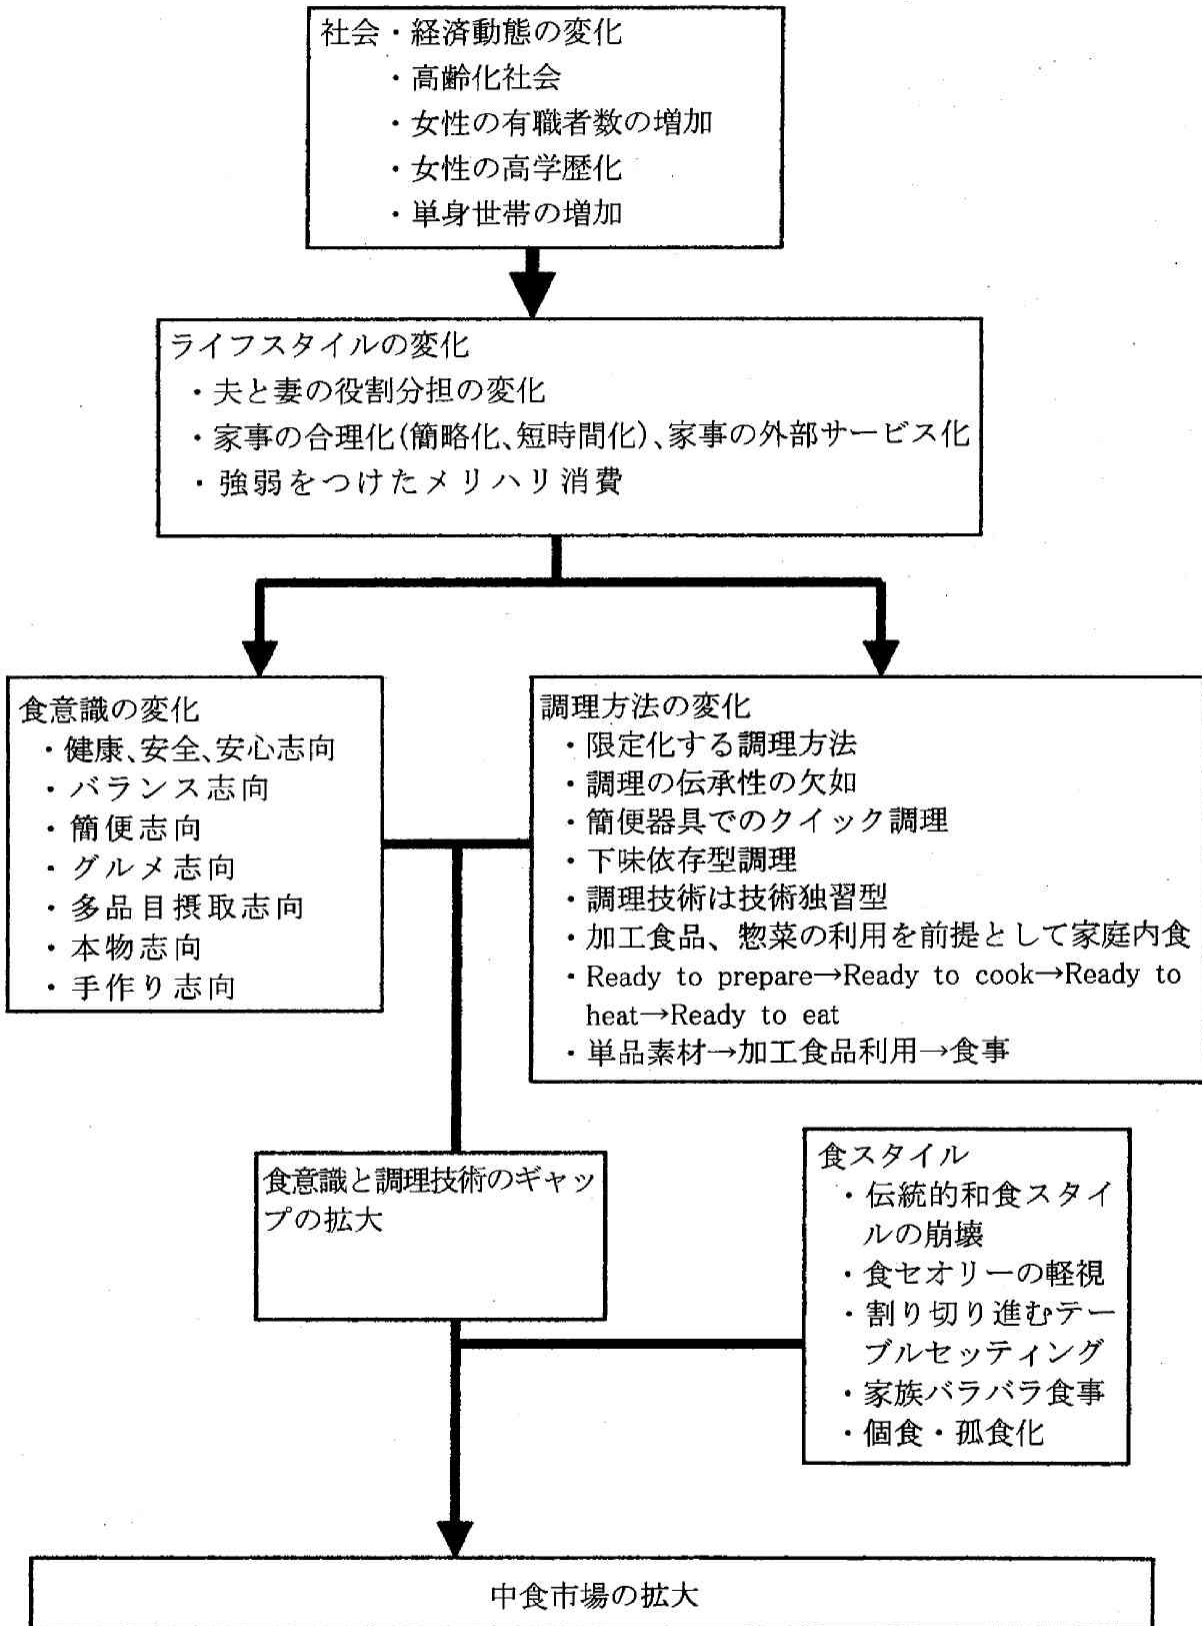 社会・経済動態の変化
・高齢化社会
・女性の有職者数の増加
・女性の高学歴化
・単身世帯の増加
ライフスタイルの変化
・夫と妻の役割分担の変化
・家事の合理化(簡略化、短時間化)、家事の外部サービス化
・強弱をつけたメリハリ消費
食意識の変化
・健康、安全、安心志向
・バランス志向
・簡便志向
・グルメ志向
・多品目摂取志向
・本物志向
・手作り志向
調理方法の変化
・限定化する調理方法
・調理の伝承性の欠如
・簡便器具でのクイック調理
・下味依存型調理
・調理技術は技術独習型
・加工食品、惣菜の利用を前提として家庭内食
・Ready to prepare→Ready to cook→Ready to
heat→Ready to eat
・単品素材→加工食品利用→食事
食意識と調理技術のギャッ
プの拡大
食スタイル
・伝統的和食スタイ
ルの崩壊
・食セオリーの軽視
・割り切り進むテー
ブルセッティング
・家族バラバラ食事
・個食・孤食化
中食市場の拡大